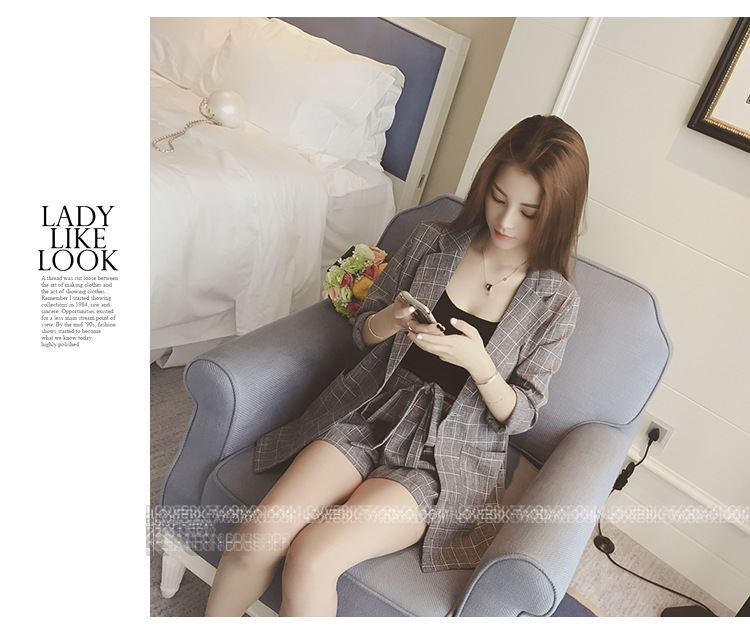 LADY
LIKE
LOOK
A thread was cut loose between
the art of making clothes and
the act of showing clothes.
Remember I started showing
collections in 1984, raw and
sincere. Opportunities existed
for a less main stream point of
view. By the mid '90s, fashion
shows started to become
what we know today,
highly polished